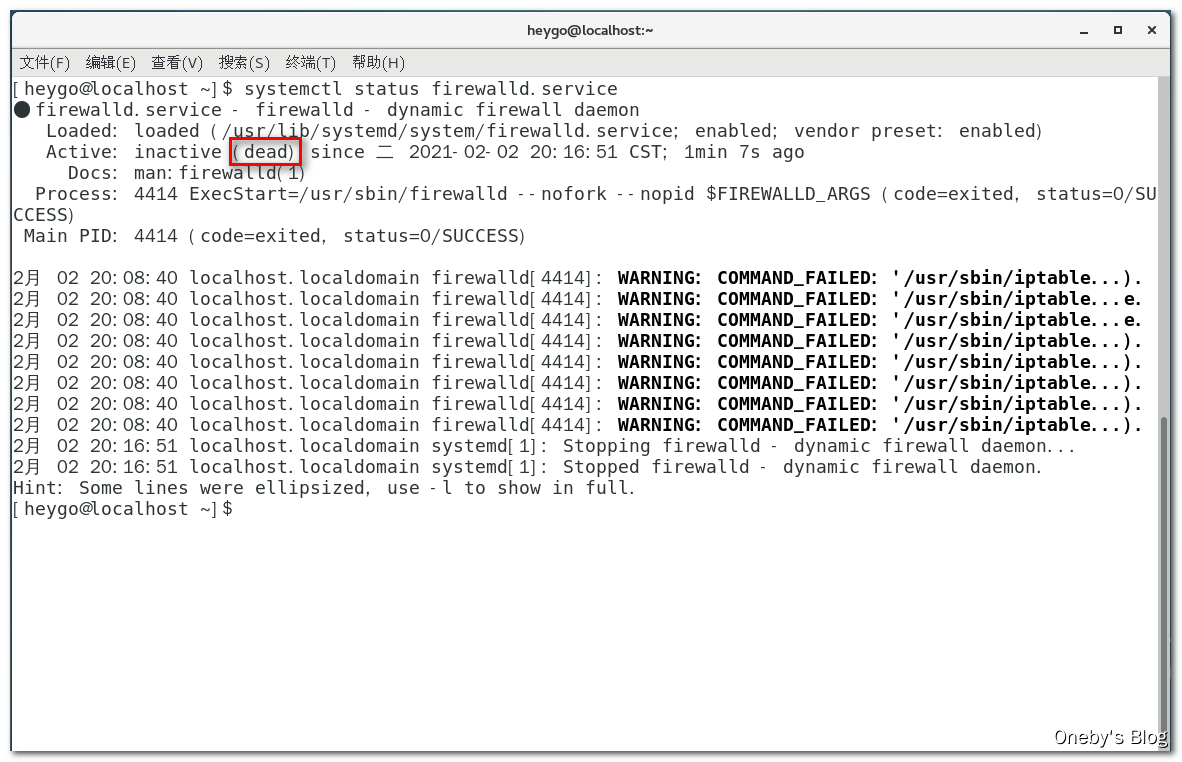 heygo@localhost:~
文件(F) 编辑(E) 查看(V) 搜索(S) 终端(T) 帮助(H)
[heygo@localhost ~]$ systemctl status firewalld.service
● firewalld.service - firewalld - dynamic firewall daemon
   Loaded: loaded (/usr/lib/systemd/system/firewalld.service; enabled; vendor preset: enabled)
   Active: inactive (dead) since 二 2021-02-02 20:16:51 CST; 1min 7s ago
     Docs: man:firewalld(1)
  Process: 4414 ExecStart=/usr/sbin/firewalld --nofork --nopid $FIREWALLD_ARGS (code=exited, status=0/SU
CCESS)
 Main PID: 4414 (code=exited, status=0/SUCCESS)
2月 02 20:08:40 localhost.localdomain firewalld[4414]: WARNING: COMMAND_FAILED: '/usr/sbin/iptable...).
2月 02 20:08:40 localhost.localdomain firewalld[4414]: WARNING: COMMAND_FAILED: '/usr/sbin/iptable...e.
2月 02 20:08:40 localhost.localdomain firewalld[4414]: WARNING: COMMAND_FAILED: '/usr/sbin/iptable...e.
2月 02 20:08:40 localhost.localdomain firewalld[4414]: WARNING: COMMAND_FAILED: '/usr/sbin/iptable...).
2月 02 20:08:40 localhost.localdomain firewalld[4414]: WARNING: COMMAND_FAILED: '/usr/sbin/iptable...).
2月 02 20:08:40 localhost.localdomain firewalld[4414]: WARNING: COMMAND_FAILED: '/usr/sbin/iptable...).
2月 02 20:08:40 localhost.localdomain firewalld[4414]: WARNING: COMMAND_FAILED: '/usr/sbin/iptable...).
2月 02 20:08:40 localhost.localdomain firewalld[4414]: WARNING: COMMAND_FAILED: '/usr/sbin/iptable...).
2月 02 20:16:51 localhost.localdomain systemd[1]: Stopping firewalld - dynamic firewall daemon...
2月 02 20:16:51 localhost.localdomain systemd[1]: Stopped firewalld - dynamic firewall daemon.
Hint: Some lines were ellipsized, use -l to show in full.
[heygo@localhost ~]$
Oneby's Blog